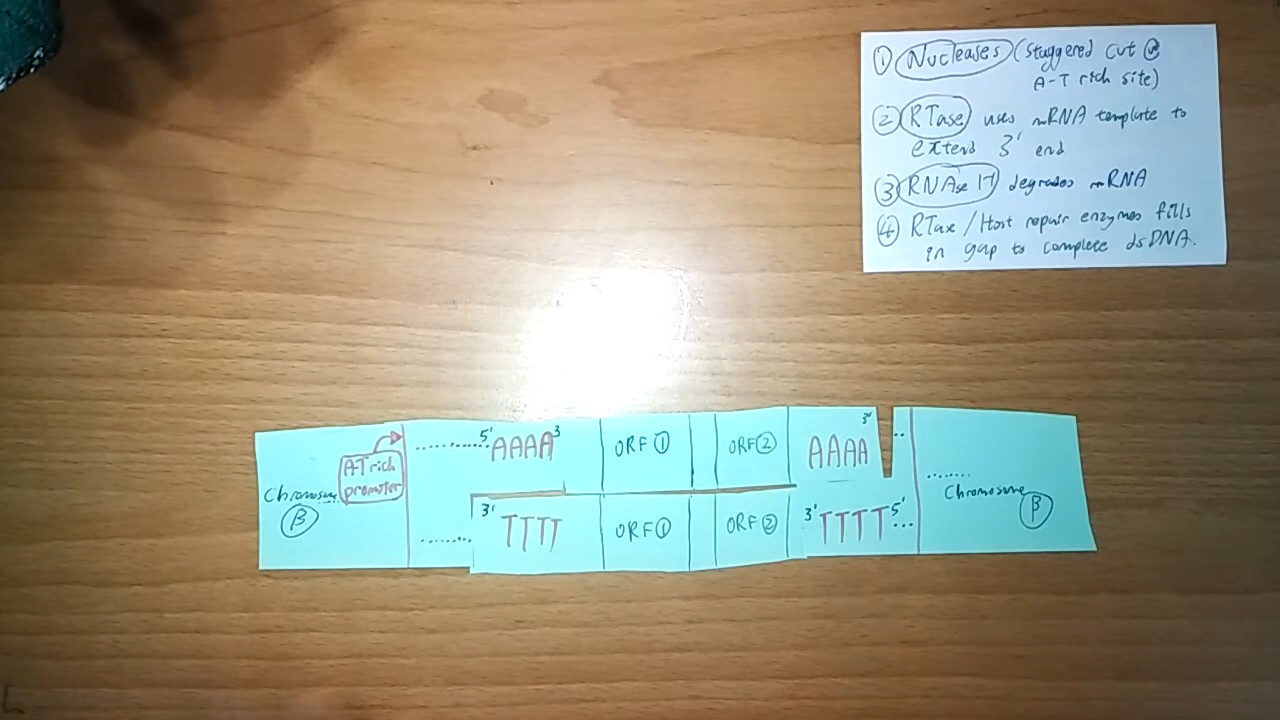 ① Nucleases (staggered cut @
A-T rich site)
② RTase uses mRNA template to
extend 3' end
③ RNAse H degrades mRNA
④ RTase/Host repair enzymes fills
in gap to complete dsDNA.
A-T rich
promoter
Chromosome
β
..........5' AAAA 3'
ORF ①
ORF ②
AAAA 3'
..
........
Chromosome
β
........
3' TTTT
ORF ①
ORF ②
3' TTTT 5'
...